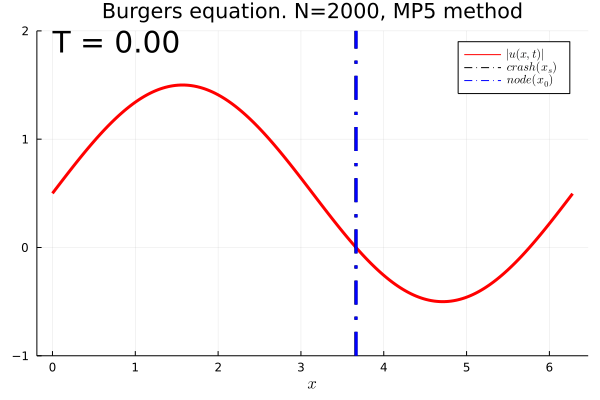 Burgers equation. N=2000, MP5 method
T = 0.00
|u(x, t)|
crash(xₛ)
node(x₀)
2
1
0
−1
0 1 2 3 4 5 6
x